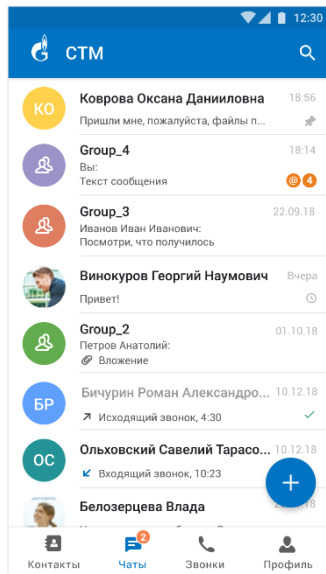 12:30
СТМ
КО
Коврова Оксана Данииловна 18:56
Пришли мне, пожалуйста, файлы п...
Group_4 18:14
Вы:
Текст сообщения @ 4
Group_3 22.09.18
Иванов Иван Иванович:
Посмотри, что получилось
Винокуров Георгий Наумович Вчера
Привет!
Group_2 01.10.18
Петров Анатолий:
Вложение
БР
Бичурин Роман Александро... 10.12.18
Исходящий звонок, 4:30
ОС
Ольховский Савелий Тарасо... 10.12.18
Входящий звонок, 10:23
Белозерцева Влада
2
Контакты Чаты Звонки Профиль